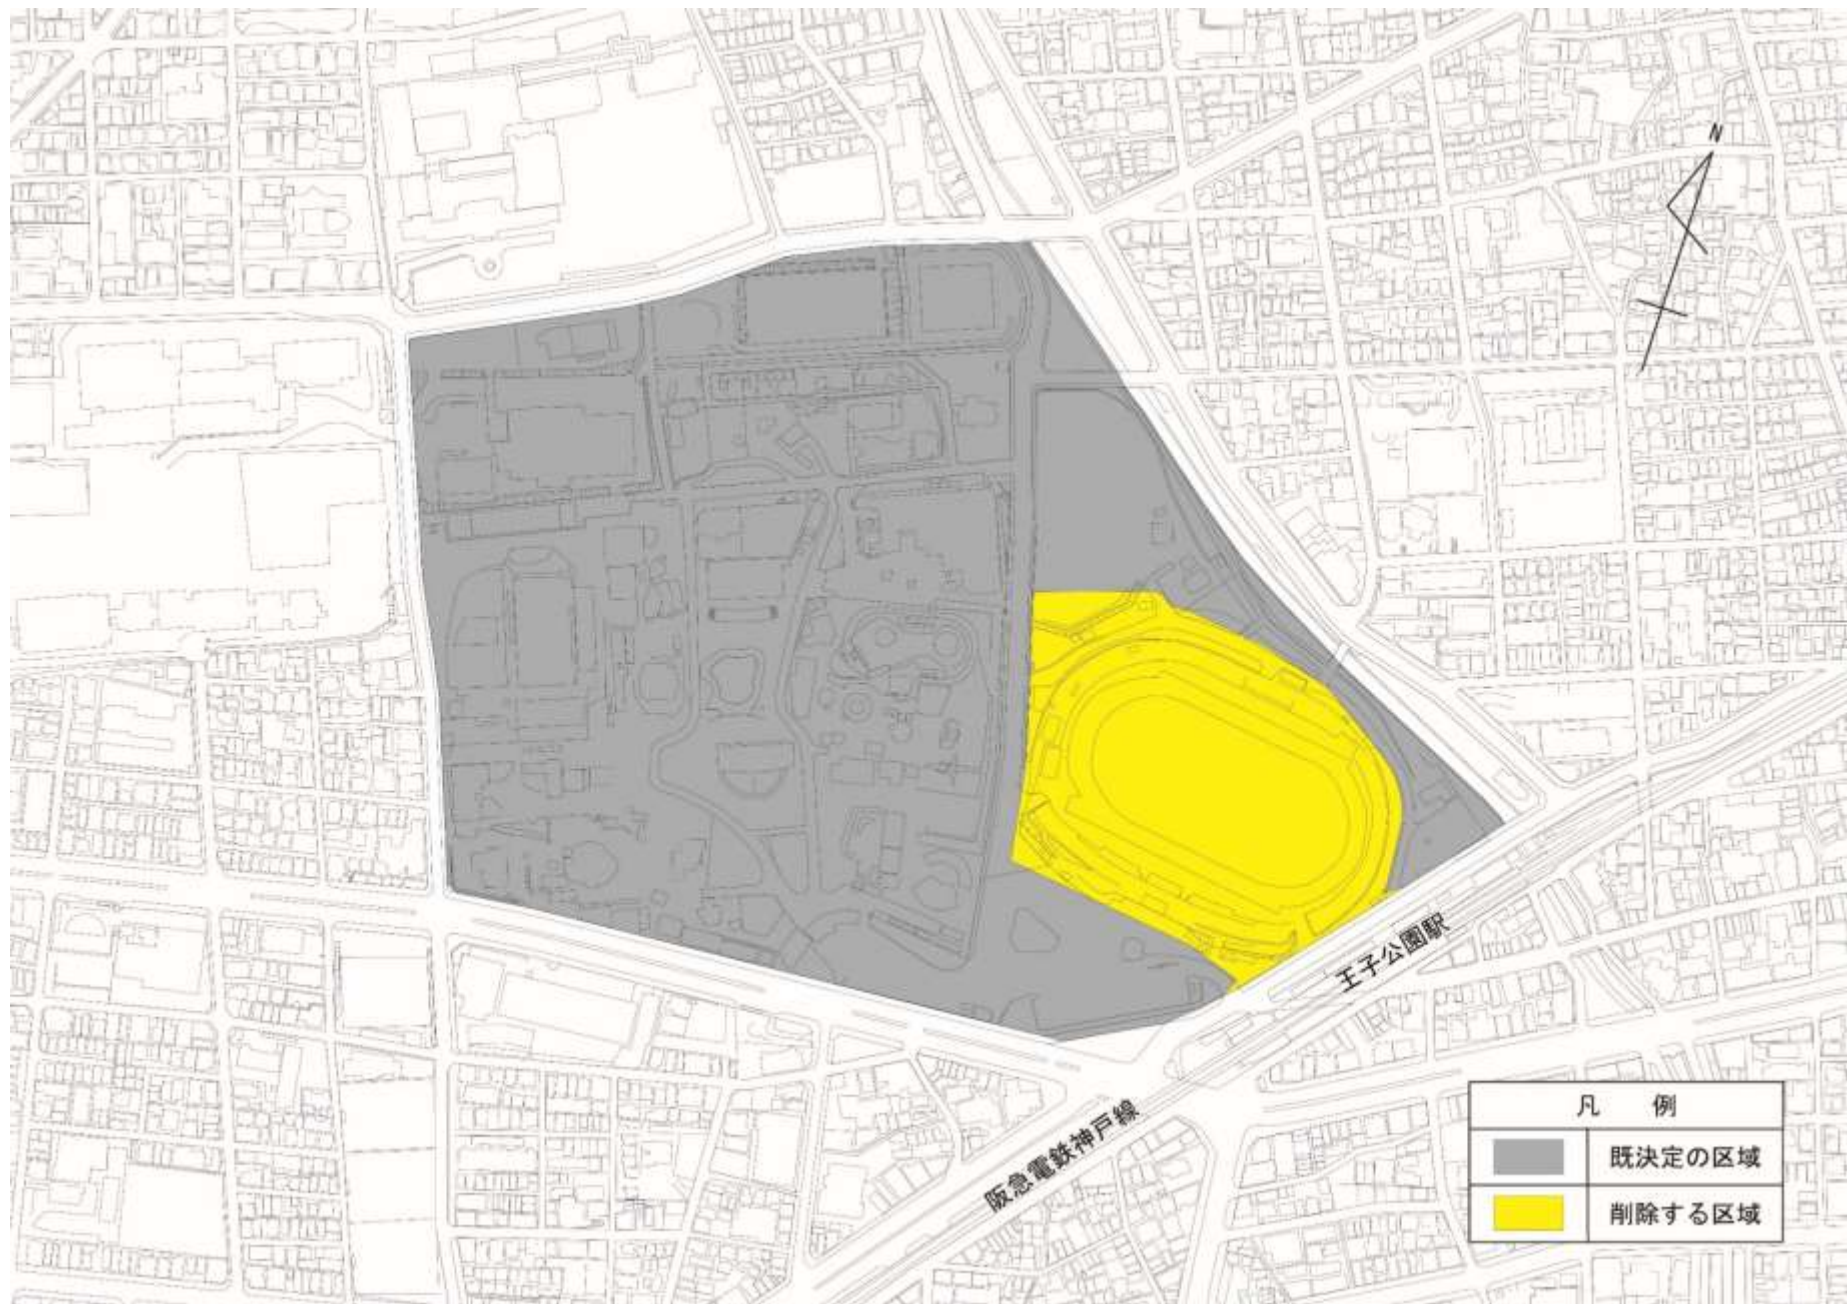 N
王子公園駅
阪急電鉄神戸線
凡 例
既決定の区域
削除する区域